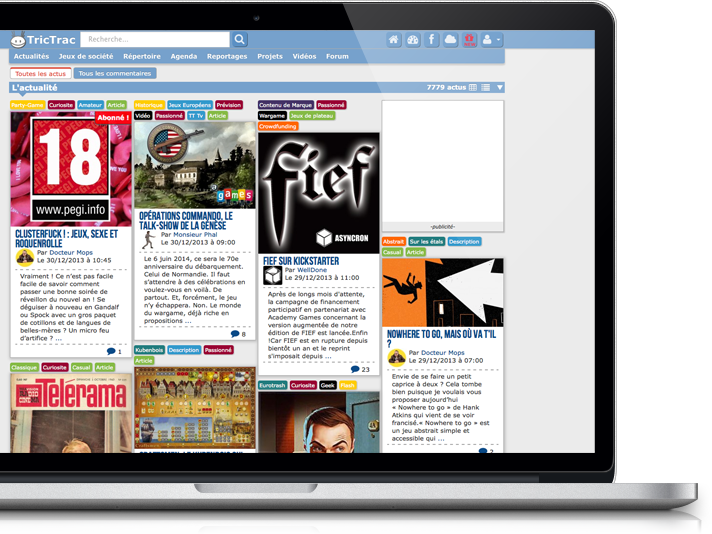 TricTrac
Recherche...
Actualités Jeux de société Répertoire Agenda Reportages Projets Vidéos Forum
Toutes les actus Tous les commentaires
L'actualité 7779 actus
Party-Game Curiosite Amateur Article
Abonné !
18
www.pegi.info
CLUSTERFUCK ! : JEUX, SEXE ET
ROQUENROLLE
Par Docteur Mops
Le 30/12/2013 à 10:45
Vraiment ! Ce n'est pas facile
facile de savoir comment
passer une bonne soirée de
réveillon du nouvel an ! Se
déguiser à nouveau en Gandalf
ou Spock avec un gros paquet
de cotillons et de langues de
belles-mères ? Un micro feu
d'artifice ? ...
1
Classique Curiosite Casual Article
Télérama
Historique Jeux Européens Prévision
Vidéo Passionné TT Tv Article
a games
OPÉRATIONS COMMANDO, LE
TALK-SHOW DE LA GÉNÈSE
Par Monsieur Phal
Le 30/12/2013 à 09:00
Le 6 juin 2014, ce sera le 70e
anniversaire du débarquement.
Celui de Normandie. Il faut
s'attendre à des célébrations en
voulez-vous en voilà. De
partout. Et, forcément, le jeu
n'y échappera. Non. Le monde
du wargame, déjà riche en
propositions ...
8
Kubenbois Description Passionné
Article
Contenu de Marque Passionné
Wargame Jeux de plateau
Crowdfunding
Fief
ASYNCRON
FIEF SUR KICKSTARTER
Par WellDone
Le 29/12/2013 à 11:00
Après de longs mois d'attente,
la campagne de financement
participatif en partenariat avec
Academy Games concernant la
version augmentée de notre
édition de FIEF est lancée.Enfin
!Car FIEF est en rupture depuis
bientôt un an et le reprint
s'imposait depuis ...
23
Eurotrash Curiosite Geek Flash
-publicité-
Abstrait Sur les étals Description
Casual Article
NOWHERE TO GO, MAIS OÙ VA T'IL
?
Par Docteur Mops
Le 29/12/2013 à 07:00
Envie de se faire un petit
caprice à deux ? Cela tombe
bien puisque je voulais vous
proposer aujourd'hui
« Nowhere to go » de Hank
Atkins qui vient de se voir
francisé.« Nowhere to go » est
un jeu abstrait simple et
accessible qui ...
2